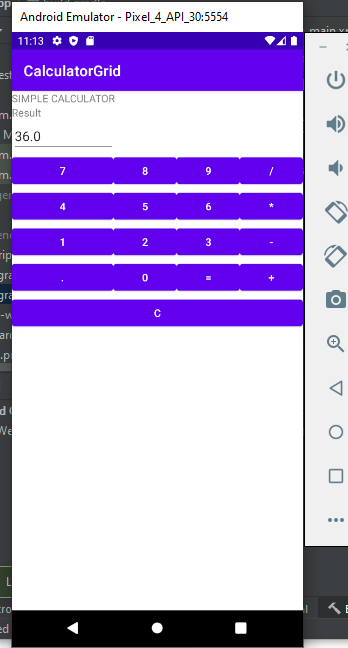 Android Emulator - Pixel_4_API_30:5554
11:13
CalculatorGrid
SIMPLE CALCULATOR
Result
36.0
7 8 9 /
4 5 6 *
1 2 3 -
. 0 = +
C